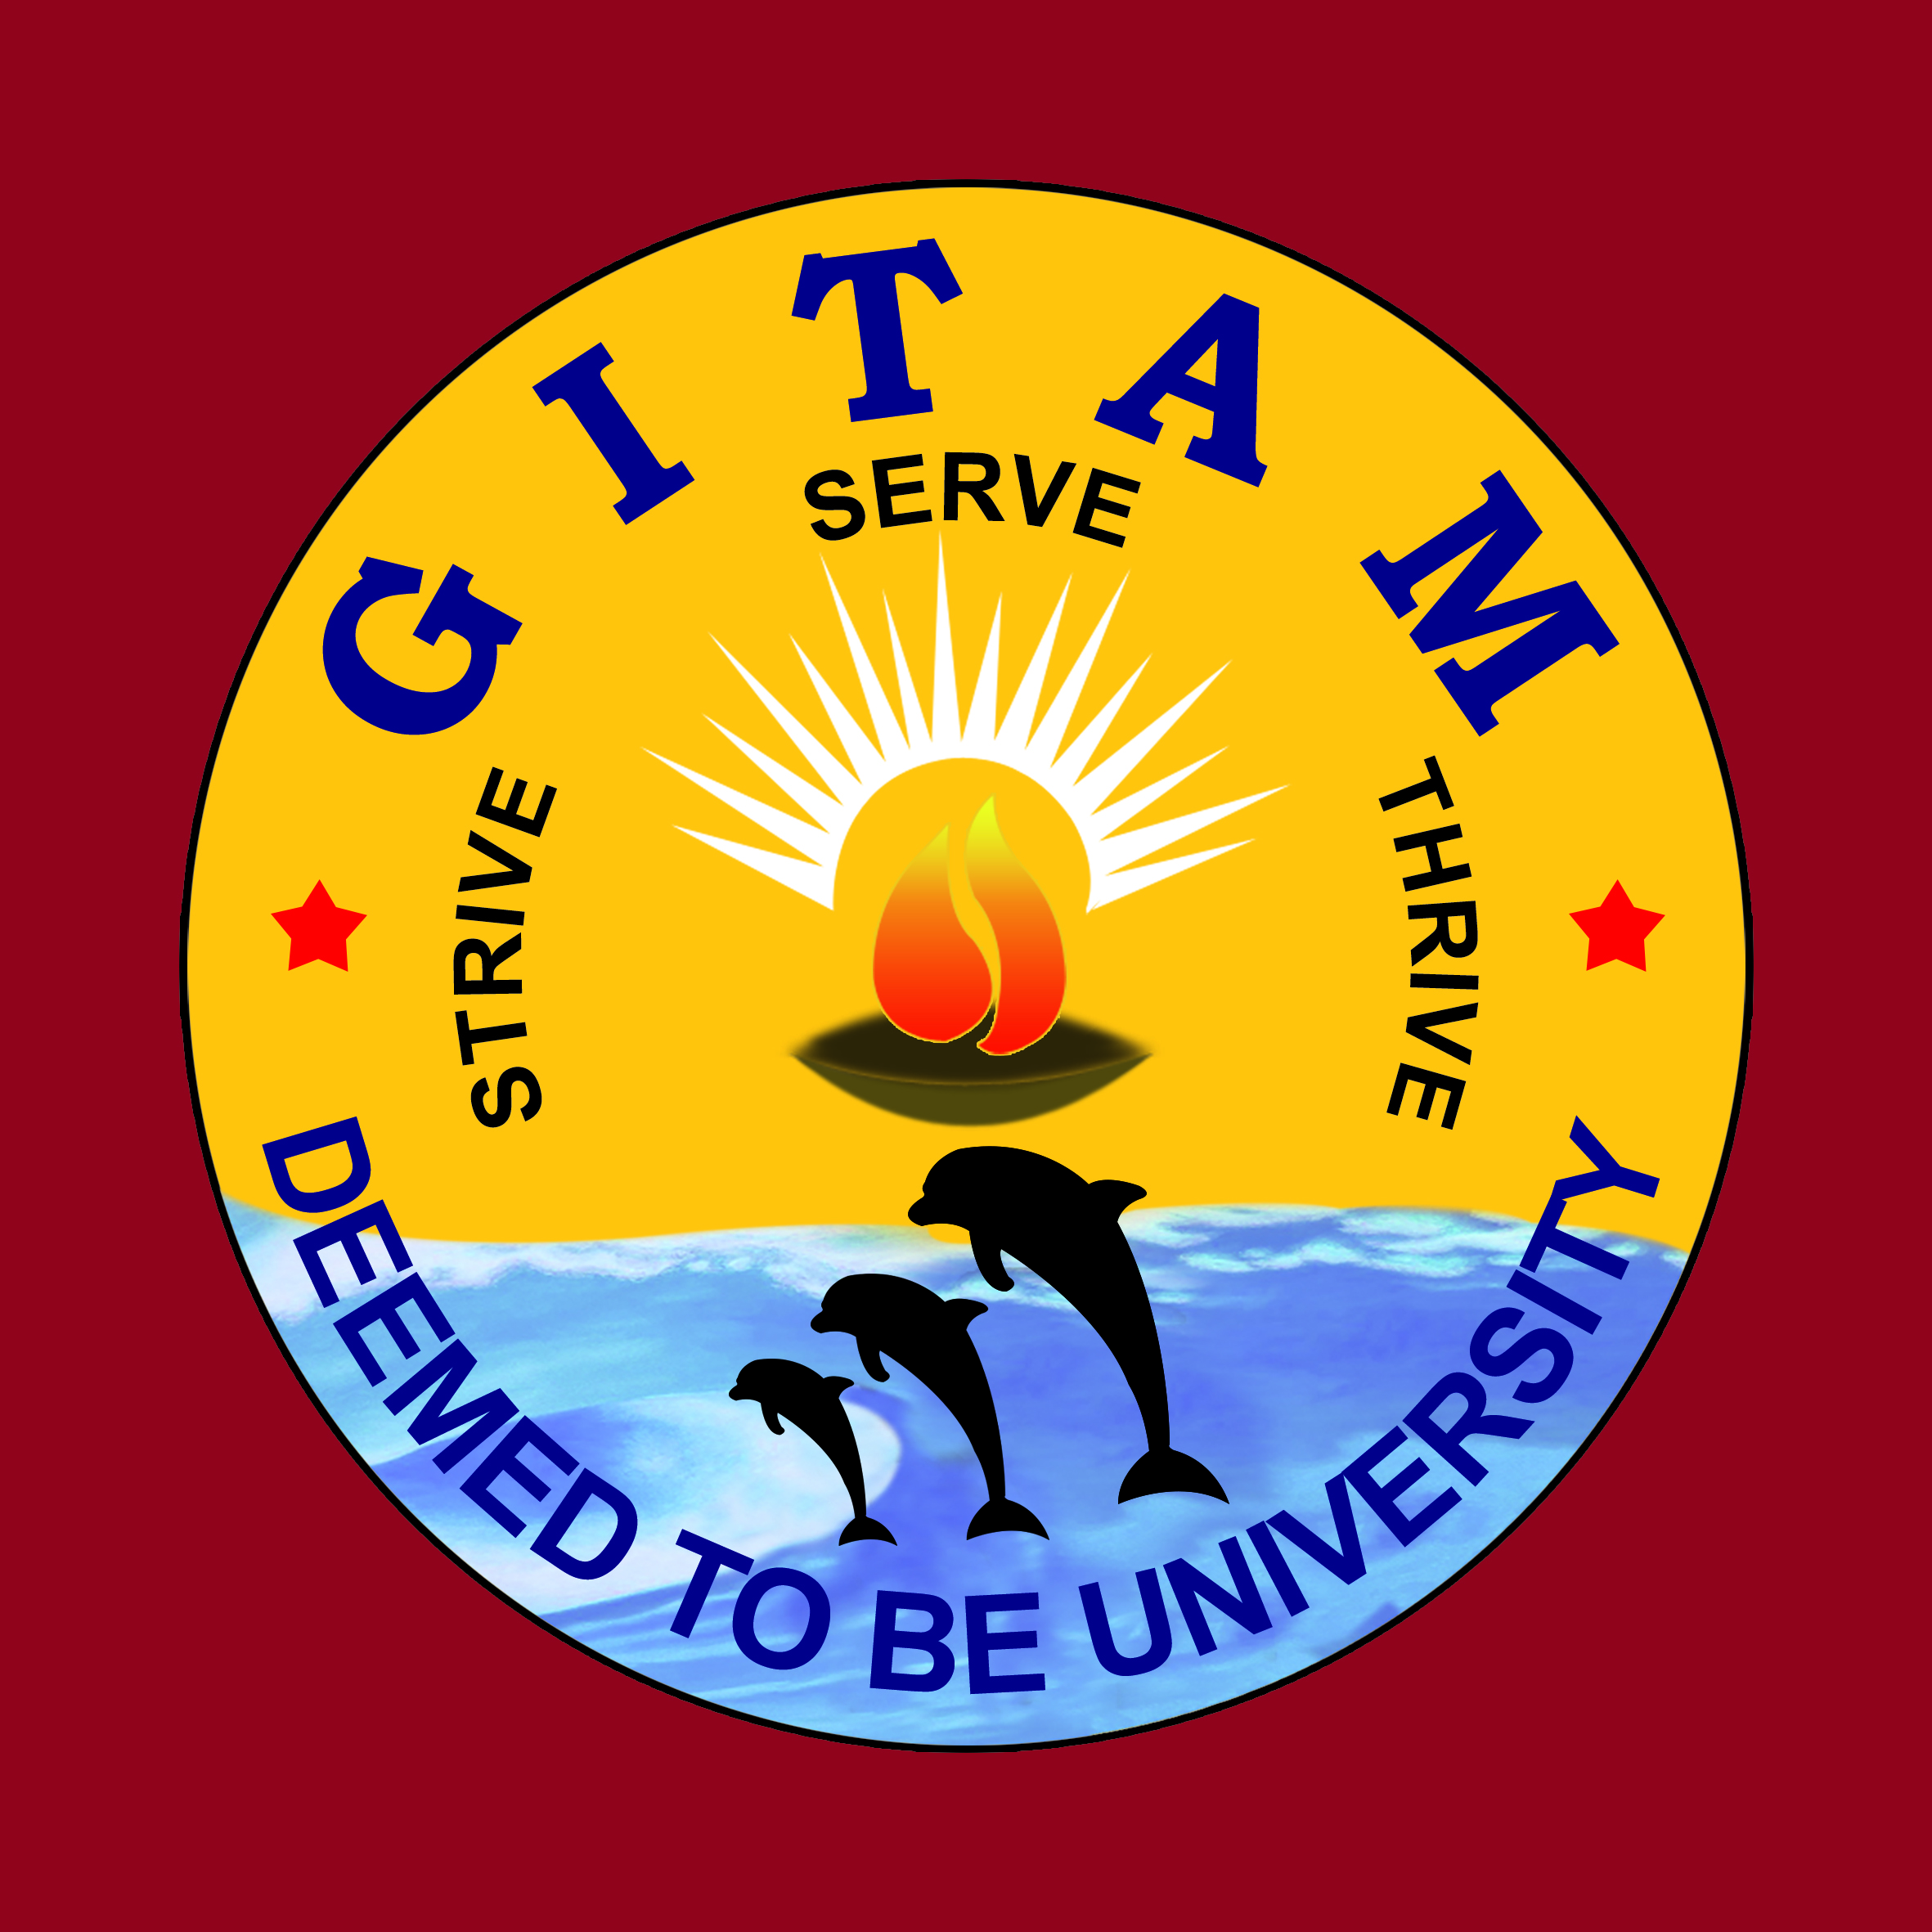 GITAM
STRIVE
SERVE
THRIVE
DEEMED TO BE UNIVERSITY